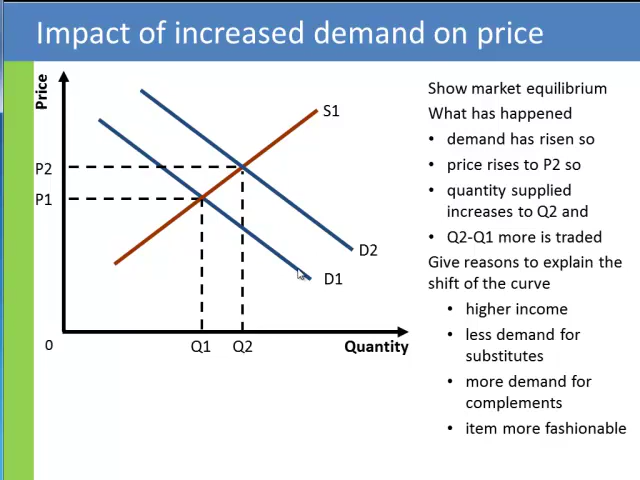 Impact of increased demand on price
Price
S1
P2
P1
D2
D1
0
Q1
Q2
Quantity
Show market equilibrium
What has happened
• demand has risen so
• price rises to P2 so
• quantity supplied
increases to Q2 and
• Q2-Q1 more is traded
Give reasons to explain the
shift of the curve
• higher income
• less demand for
substitutes
• more demand for
complements
• item more fashionable